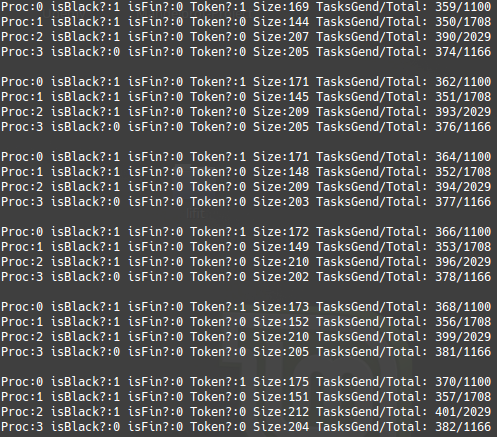 Proc:0 isBlack?:1 isFin?:0 Token?:1 Size:169 TasksGend/Total: 359/1100
Proc:1 isBlack?:1 isFin?:0 Token?:0 Size:144 TasksGend/Total: 350/1708
Proc:2 isBlack?:1 isFin?:0 Token?:0 Size:207 TasksGend/Total: 390/2029
Proc:3 isBlack?:0 isFin?:0 Token?:0 Size:205 TasksGend/Total: 374/1166
Proc:0 isBlack?:1 isFin?:0 Token?:1 Size:171 TasksGend/Total: 362/1100
Proc:1 isBlack?:1 isFin?:0 Token?:0 Size:145 TasksGend/Total: 351/1708
Proc:2 isBlack?:1 isFin?:0 Token?:0 Size:209 TasksGend/Total: 393/2029
Proc:3 isBlack?:0 isFin?:0 Token?:0 Size:205 TasksGend/Total: 376/1166
Proc:0 isBlack?:1 isFin?:0 Token?:1 Size:171 TasksGend/Total: 364/1100
Proc:1 isBlack?:1 isFin?:0 Token?:0 Size:148 TasksGend/Total: 352/1708
Proc:2 isBlack?:1 isFin?:0 Token?:0 Size:209 TasksGend/Total: 394/2029
Proc:3 isBlack?:0 isFin?:0 Token?:0 Size:203 TasksGend/Total: 377/1166
Proc:0 isBlack?:1 isFin?:0 Token?:1 Size:172 TasksGend/Total: 366/1100
Proc:1 isBlack?:1 isFin?:0 Token?:0 Size:149 TasksGend/Total: 353/1708
Proc:2 isBlack?:1 isFin?:0 Token?:0 Size:210 TasksGend/Total: 396/2029
Proc:3 isBlack?:0 isFin?:0 Token?:0 Size:202 TasksGend/Total: 378/1166
Proc:0 isBlack?:1 isFin?:0 Token?:1 Size:173 TasksGend/Total: 368/1100
Proc:1 isBlack?:1 isFin?:0 Token?:0 Size:152 TasksGend/Total: 356/1708
Proc:2 isBlack?:1 isFin?:0 Token?:0 Size:210 TasksGend/Total: 399/2029
Proc:3 isBlack?:0 isFin?:0 Token?:0 Size:205 TasksGend/Total: 381/1166
Proc:0 isBlack?:1 isFin?:0 Token?:1 Size:175 TasksGend/Total: 370/1100
Proc:1 isBlack?:1 isFin?:0 Token?:0 Size:151 TasksGend/Total: 357/1708
Proc:2 isBlack?:1 isFin?:0 Token?:0 Size:212 TasksGend/Total: 401/2029
Proc:3 isBlack?:0 isFin?:0 Token?:0 Size:204 TasksGend/Total: 382/1166